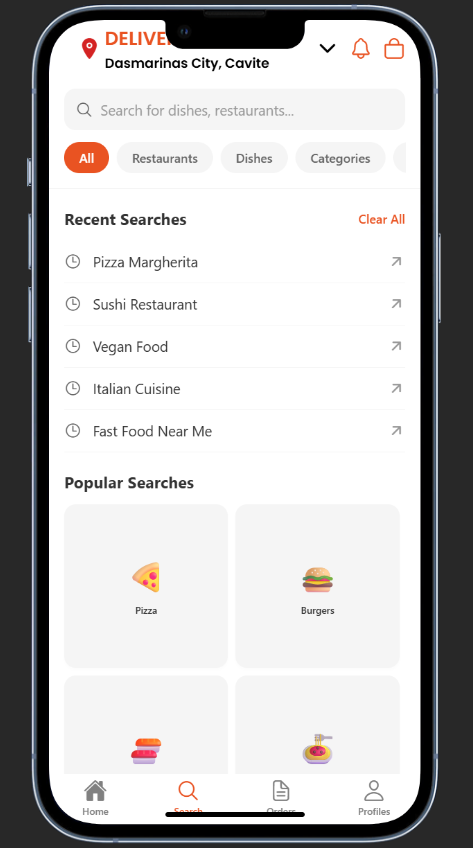 DELIVE
Dasmarinas City, Cavite
Search for dishes, restaurants...
All Restaurants Dishes Categories
Recent Searches Clear All
Pizza Margherita
Sushi Restaurant
Vegan Food
Italian Cuisine
Fast Food Near Me
Popular Searches
Pizza Burgers
Home Search Orders Profiles